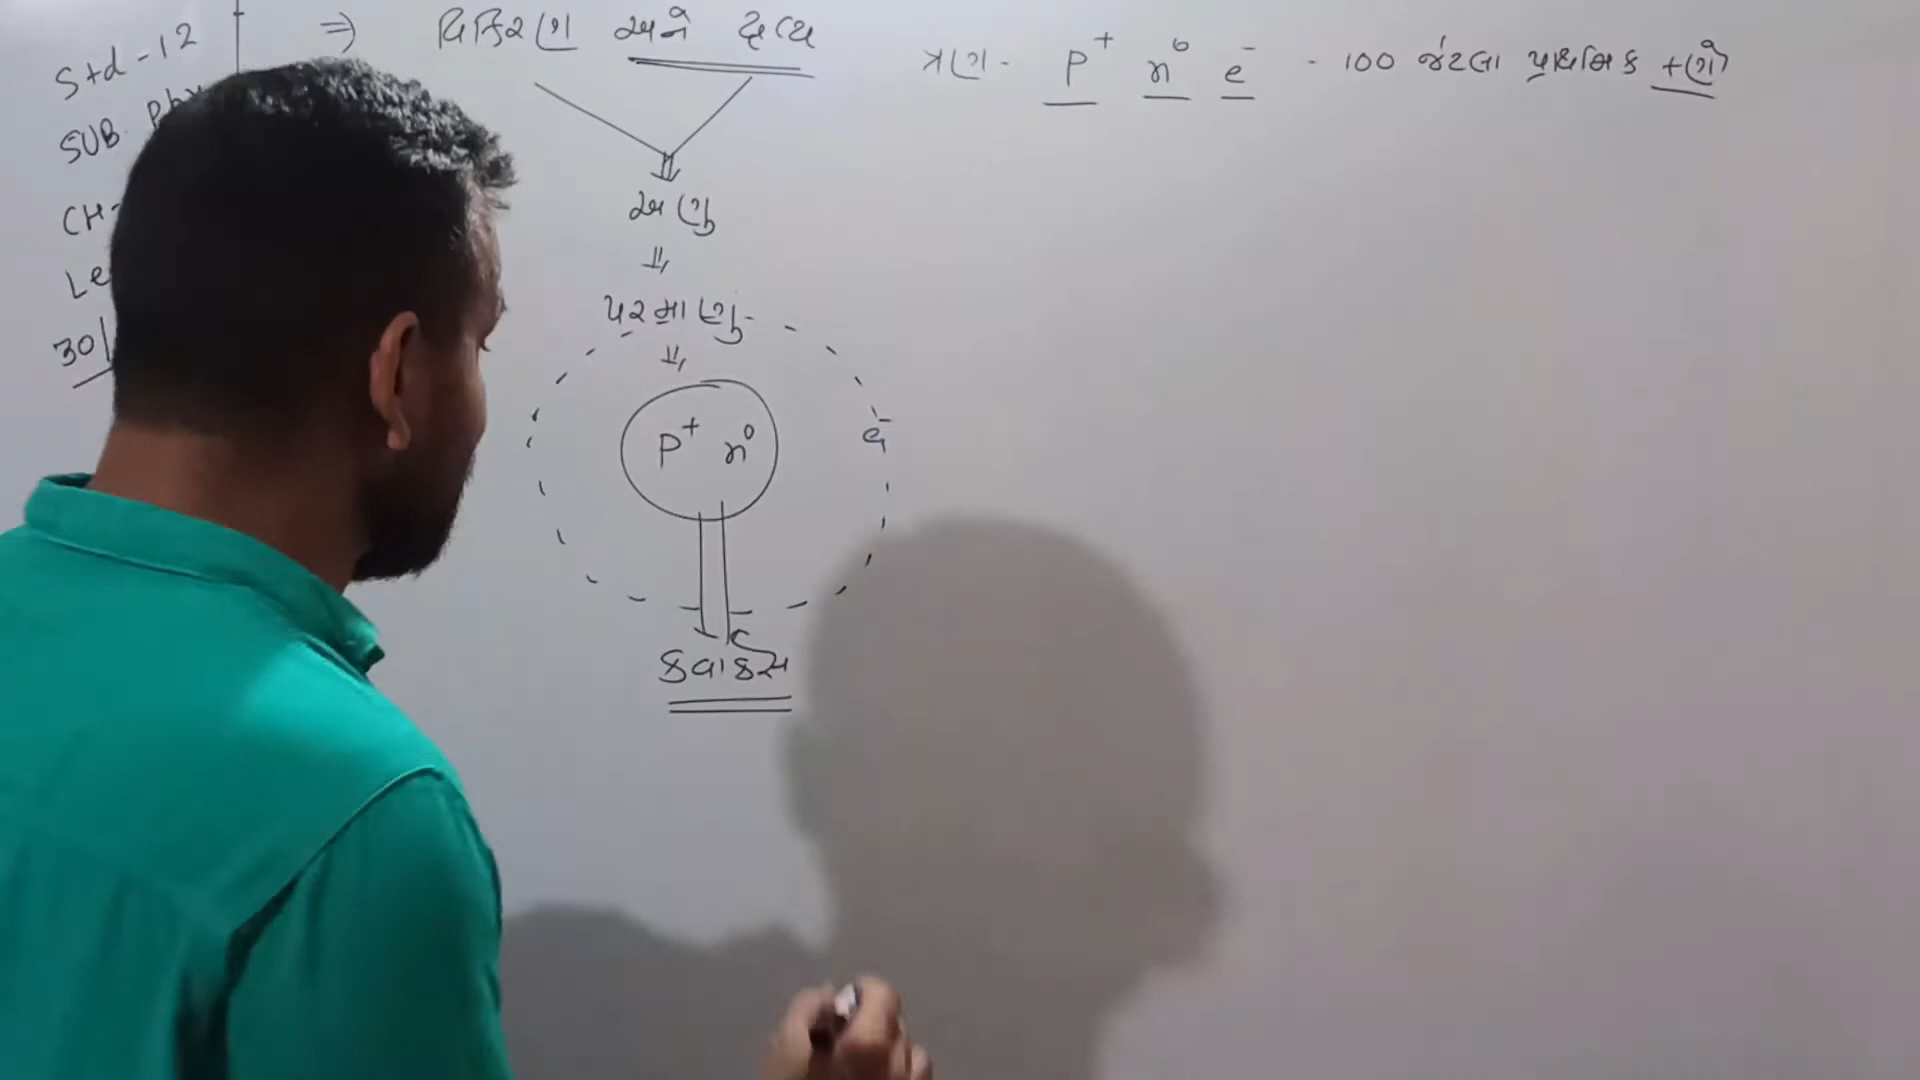 Std-12
SUB. Phy
CH-
Le
30/
⇒ વિકિરણ અને દ્રવ્ય
અણુ
પરમાણુ
P⁺ n⁰
e⁻
ક્વાર્કસ
ત્રણ - P⁺ n⁰ e⁻ - 100 જેટલા પ્રાથમિક કણો